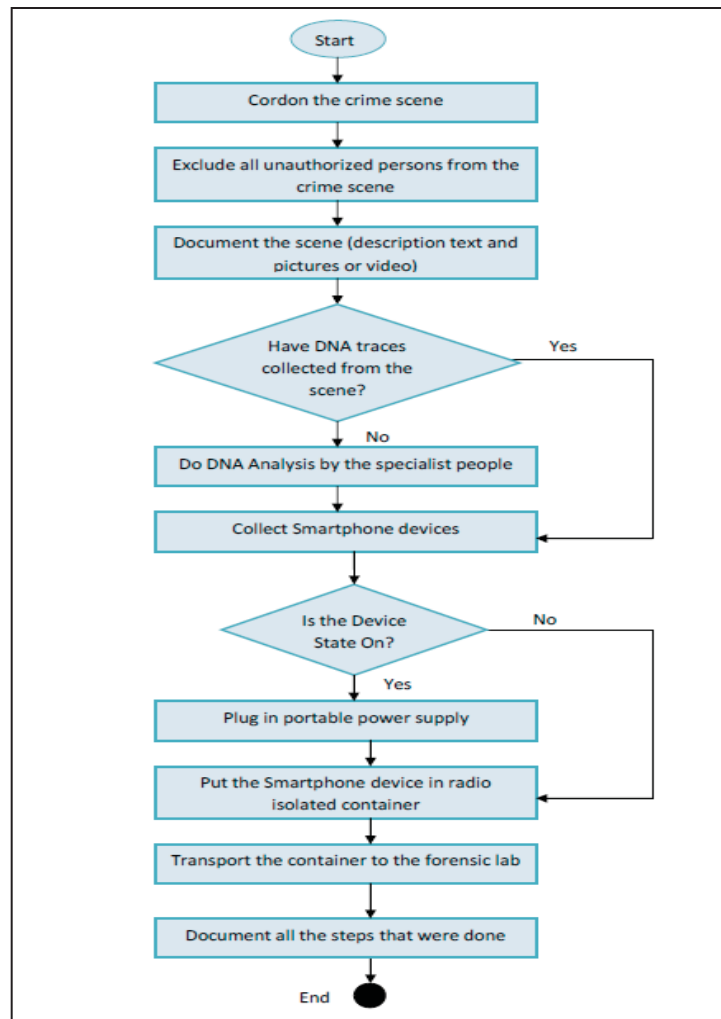 Start
Cordon the crime scene
Exclude all unauthorized persons from the
crime scene
Document the scene (description text and
pictures or video)
Have DNA traces
collected from the
scene?
Yes
No
Do DNA Analysis by the specialist people
Collect Smartphone devices
Is the Device
State On?
No
Yes
Plug in portable power supply
Put the Smartphone device in radio
isolated container
Transport the container to the forensic lab
Document all the steps that were done
End